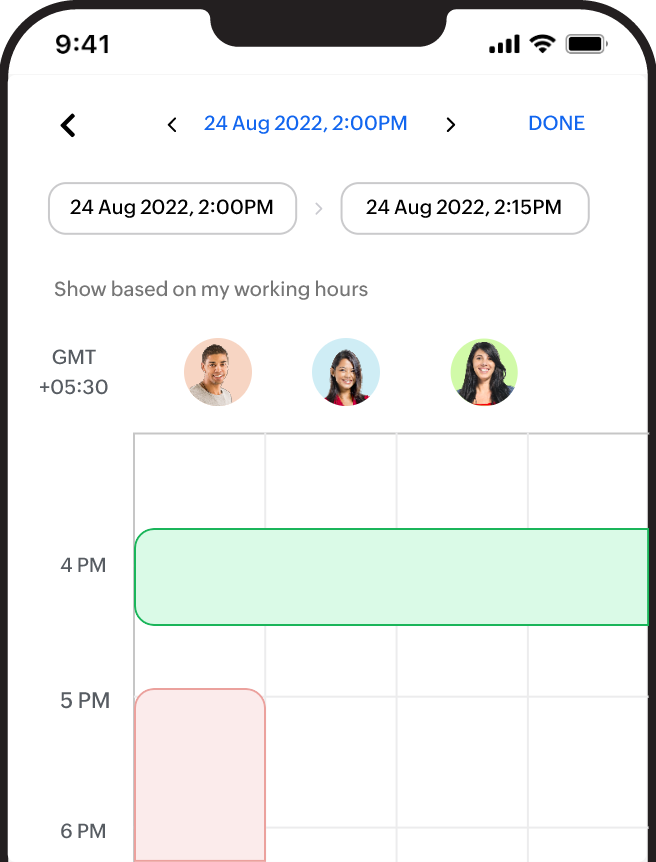 9:41
24 Aug 2022, 2:00PM
DONE
24 Aug 2022, 2:00PM
24 Aug 2022, 2:15PM
Show based on my working hours
GMT
+05:30
4 PM
5 PM
6 PM